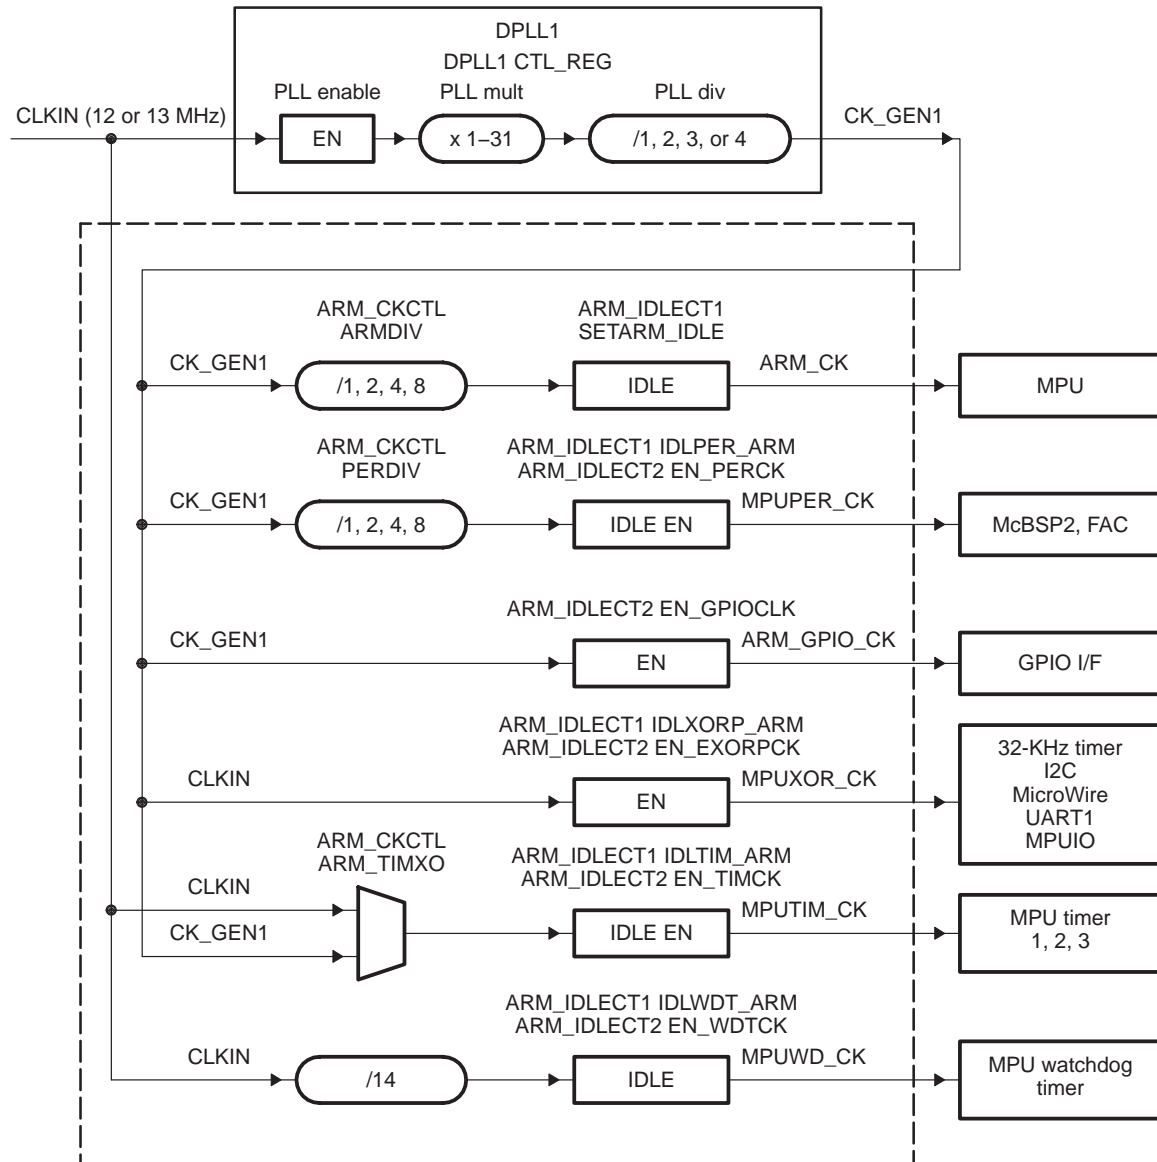 DPLL1
DPLL1 CTL_REG
PLL enable
PLL mult
PLL div
CLKIN (12 or 13 MHz)
EN
x 1–31
/1, 2, 3, or 4
CK_GEN1
ARM_CKCTL
ARMDIV
ARM_IDLECT1
SETARM_IDLE
CK_GEN1
/1, 2, 4, 8
IDLE
ARM_CK
MPU
ARM_CKCTL
PERDIV
ARM_IDLECT1 IDLPER_ARM
ARM_IDLECT2 EN_PERCK
CK_GEN1
/1, 2, 4, 8
IDLE EN
MPUPER_CK
McBSP2, FAC
ARM_IDLECT2 EN_GPIOCLK
CK_GEN1
EN
ARM_GPIO_CK
GPIO I/F
ARM_IDLECT1 IDLXORP_ARM
ARM_IDLECT2 EN_EXORPCK
CLKIN
EN
MPUXOR_CK
32-KHz timer
I2C
MicroWire
UART1
MPUIO
ARM_CKCTL
ARM_TIMXO
ARM_IDLECT1 IDLTIM_ARM
ARM_IDLECT2 EN_TIMCK
CLKIN
CK_GEN1
IDLE EN
MPUTIM_CK
MPU timer
1, 2, 3
ARM_IDLECT1 IDLWDT_ARM
ARM_IDLECT2 EN_WDTCK
CLKIN
/14
IDLE
MPUWD_CK
MPU watchdog
timer